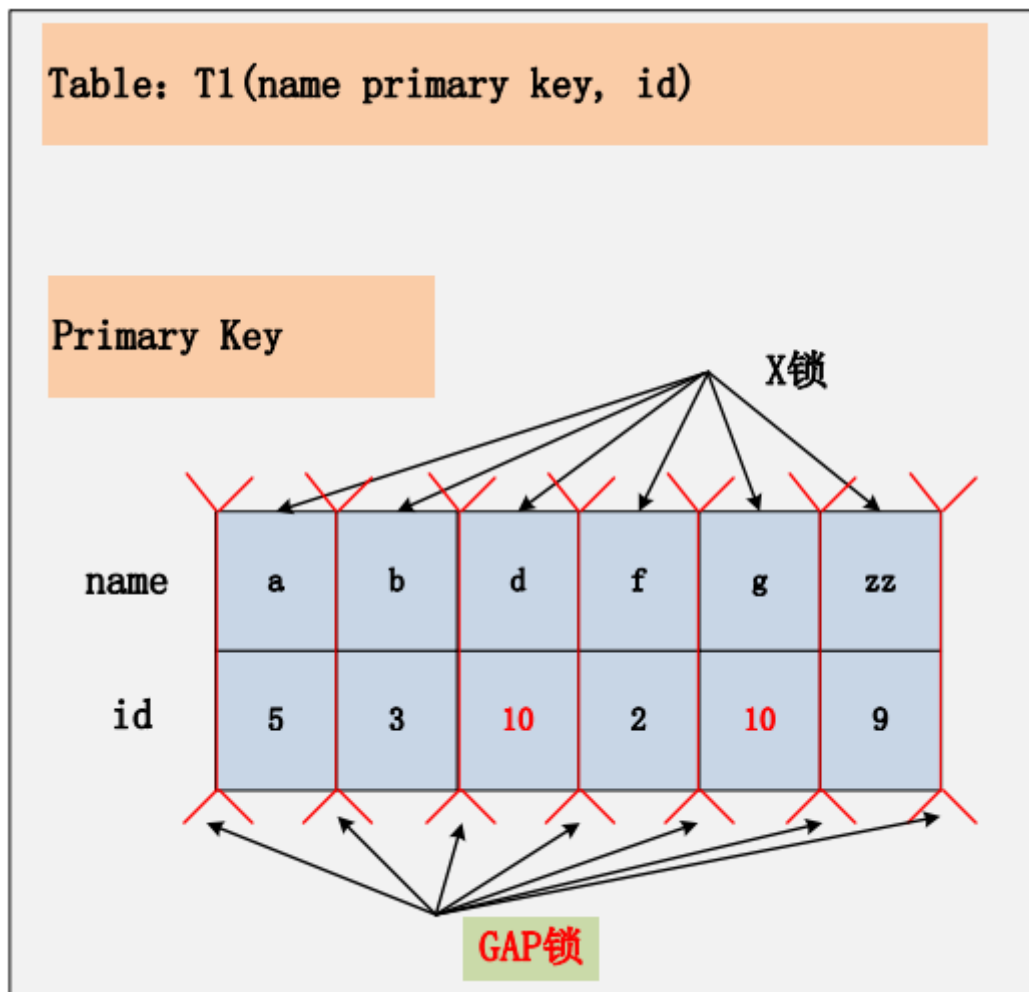 Table：T1(name primary key, id)
Primary Key
X锁
name a b d f g zz
id 5 3 10 2 10 9
GAP锁